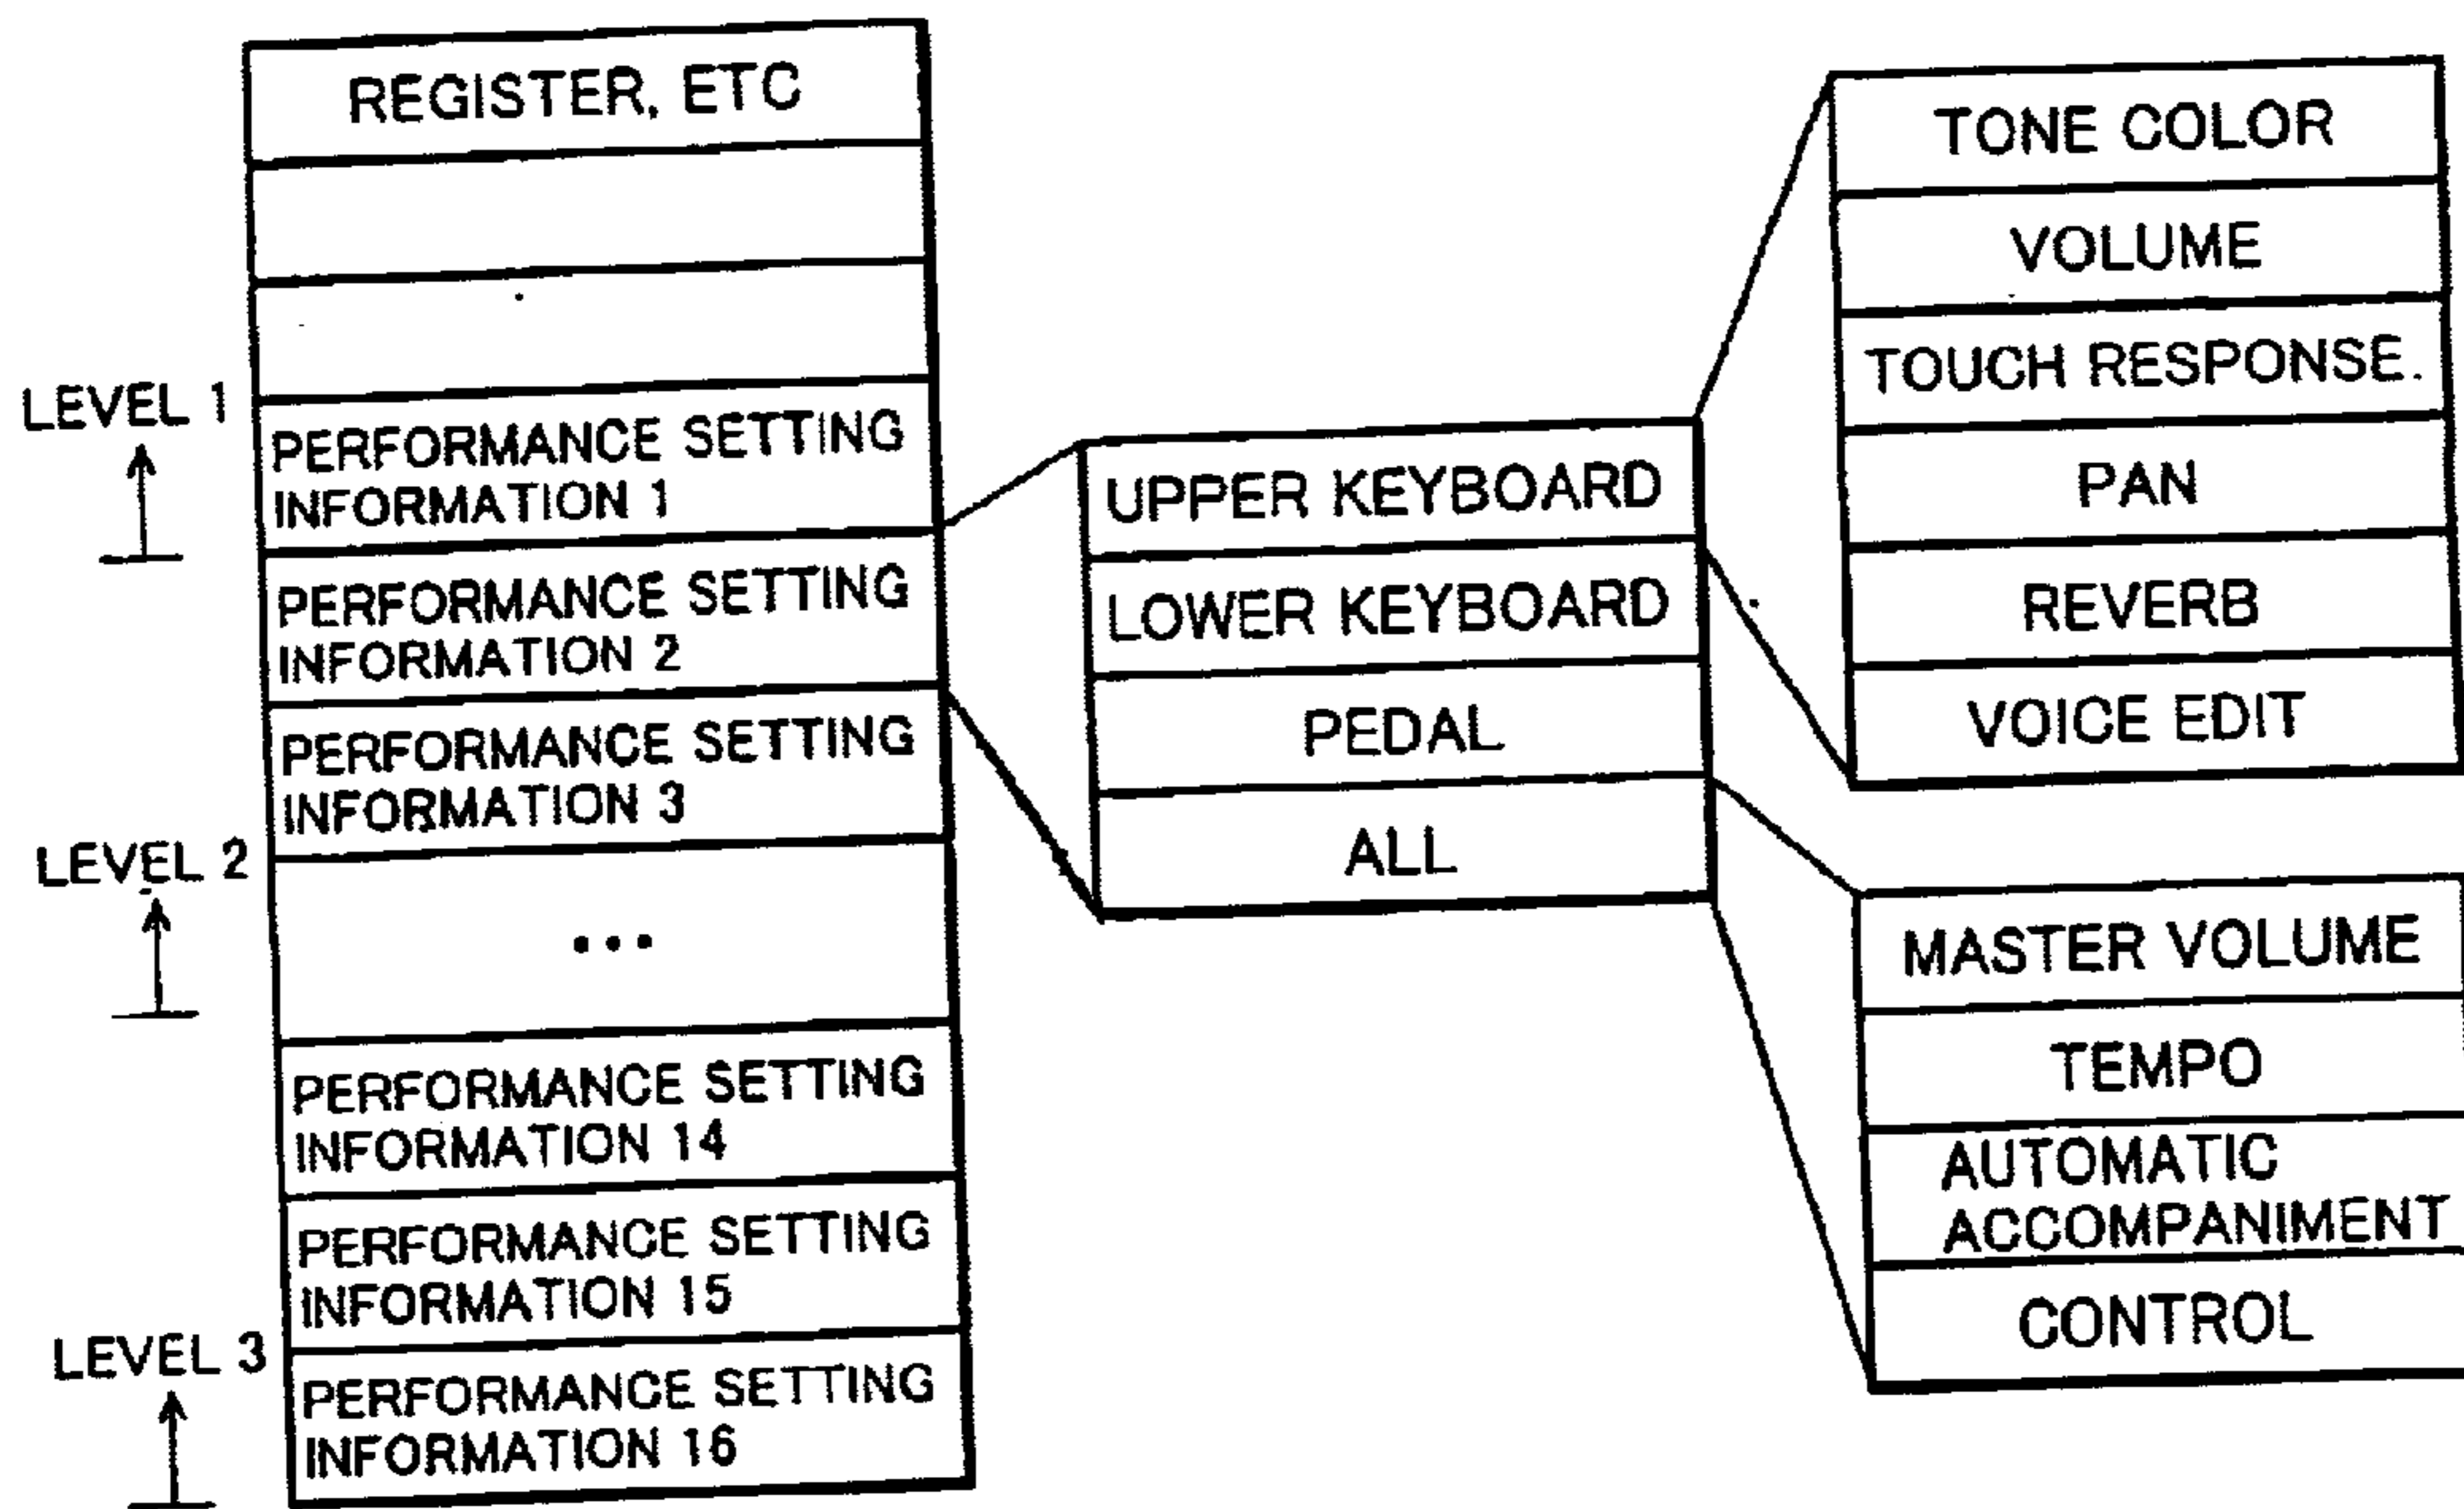 REGISTER, ETC
LEVEL 1
PERFORMANCE SETTING
INFORMATION 1
PERFORMANCE SETTING
INFORMATION 2
PERFORMANCE SETTING
INFORMATION 3
LEVEL 2
...
PERFORMANCE SETTING
INFORMATION 14
PERFORMANCE SETTING
INFORMATION 15
LEVEL 3
PERFORMANCE SETTING
INFORMATION 16
UPPER KEYBOARD
LOWER KEYBOARD
PEDAL
ALL
TONE COLOR
VOLUME
TOUCH RESPONSE.
PAN
REVERB
VOICE EDIT
MASTER VOLUME
TEMPO
AUTOMATIC
ACCOMPANIMENT
CONTROL